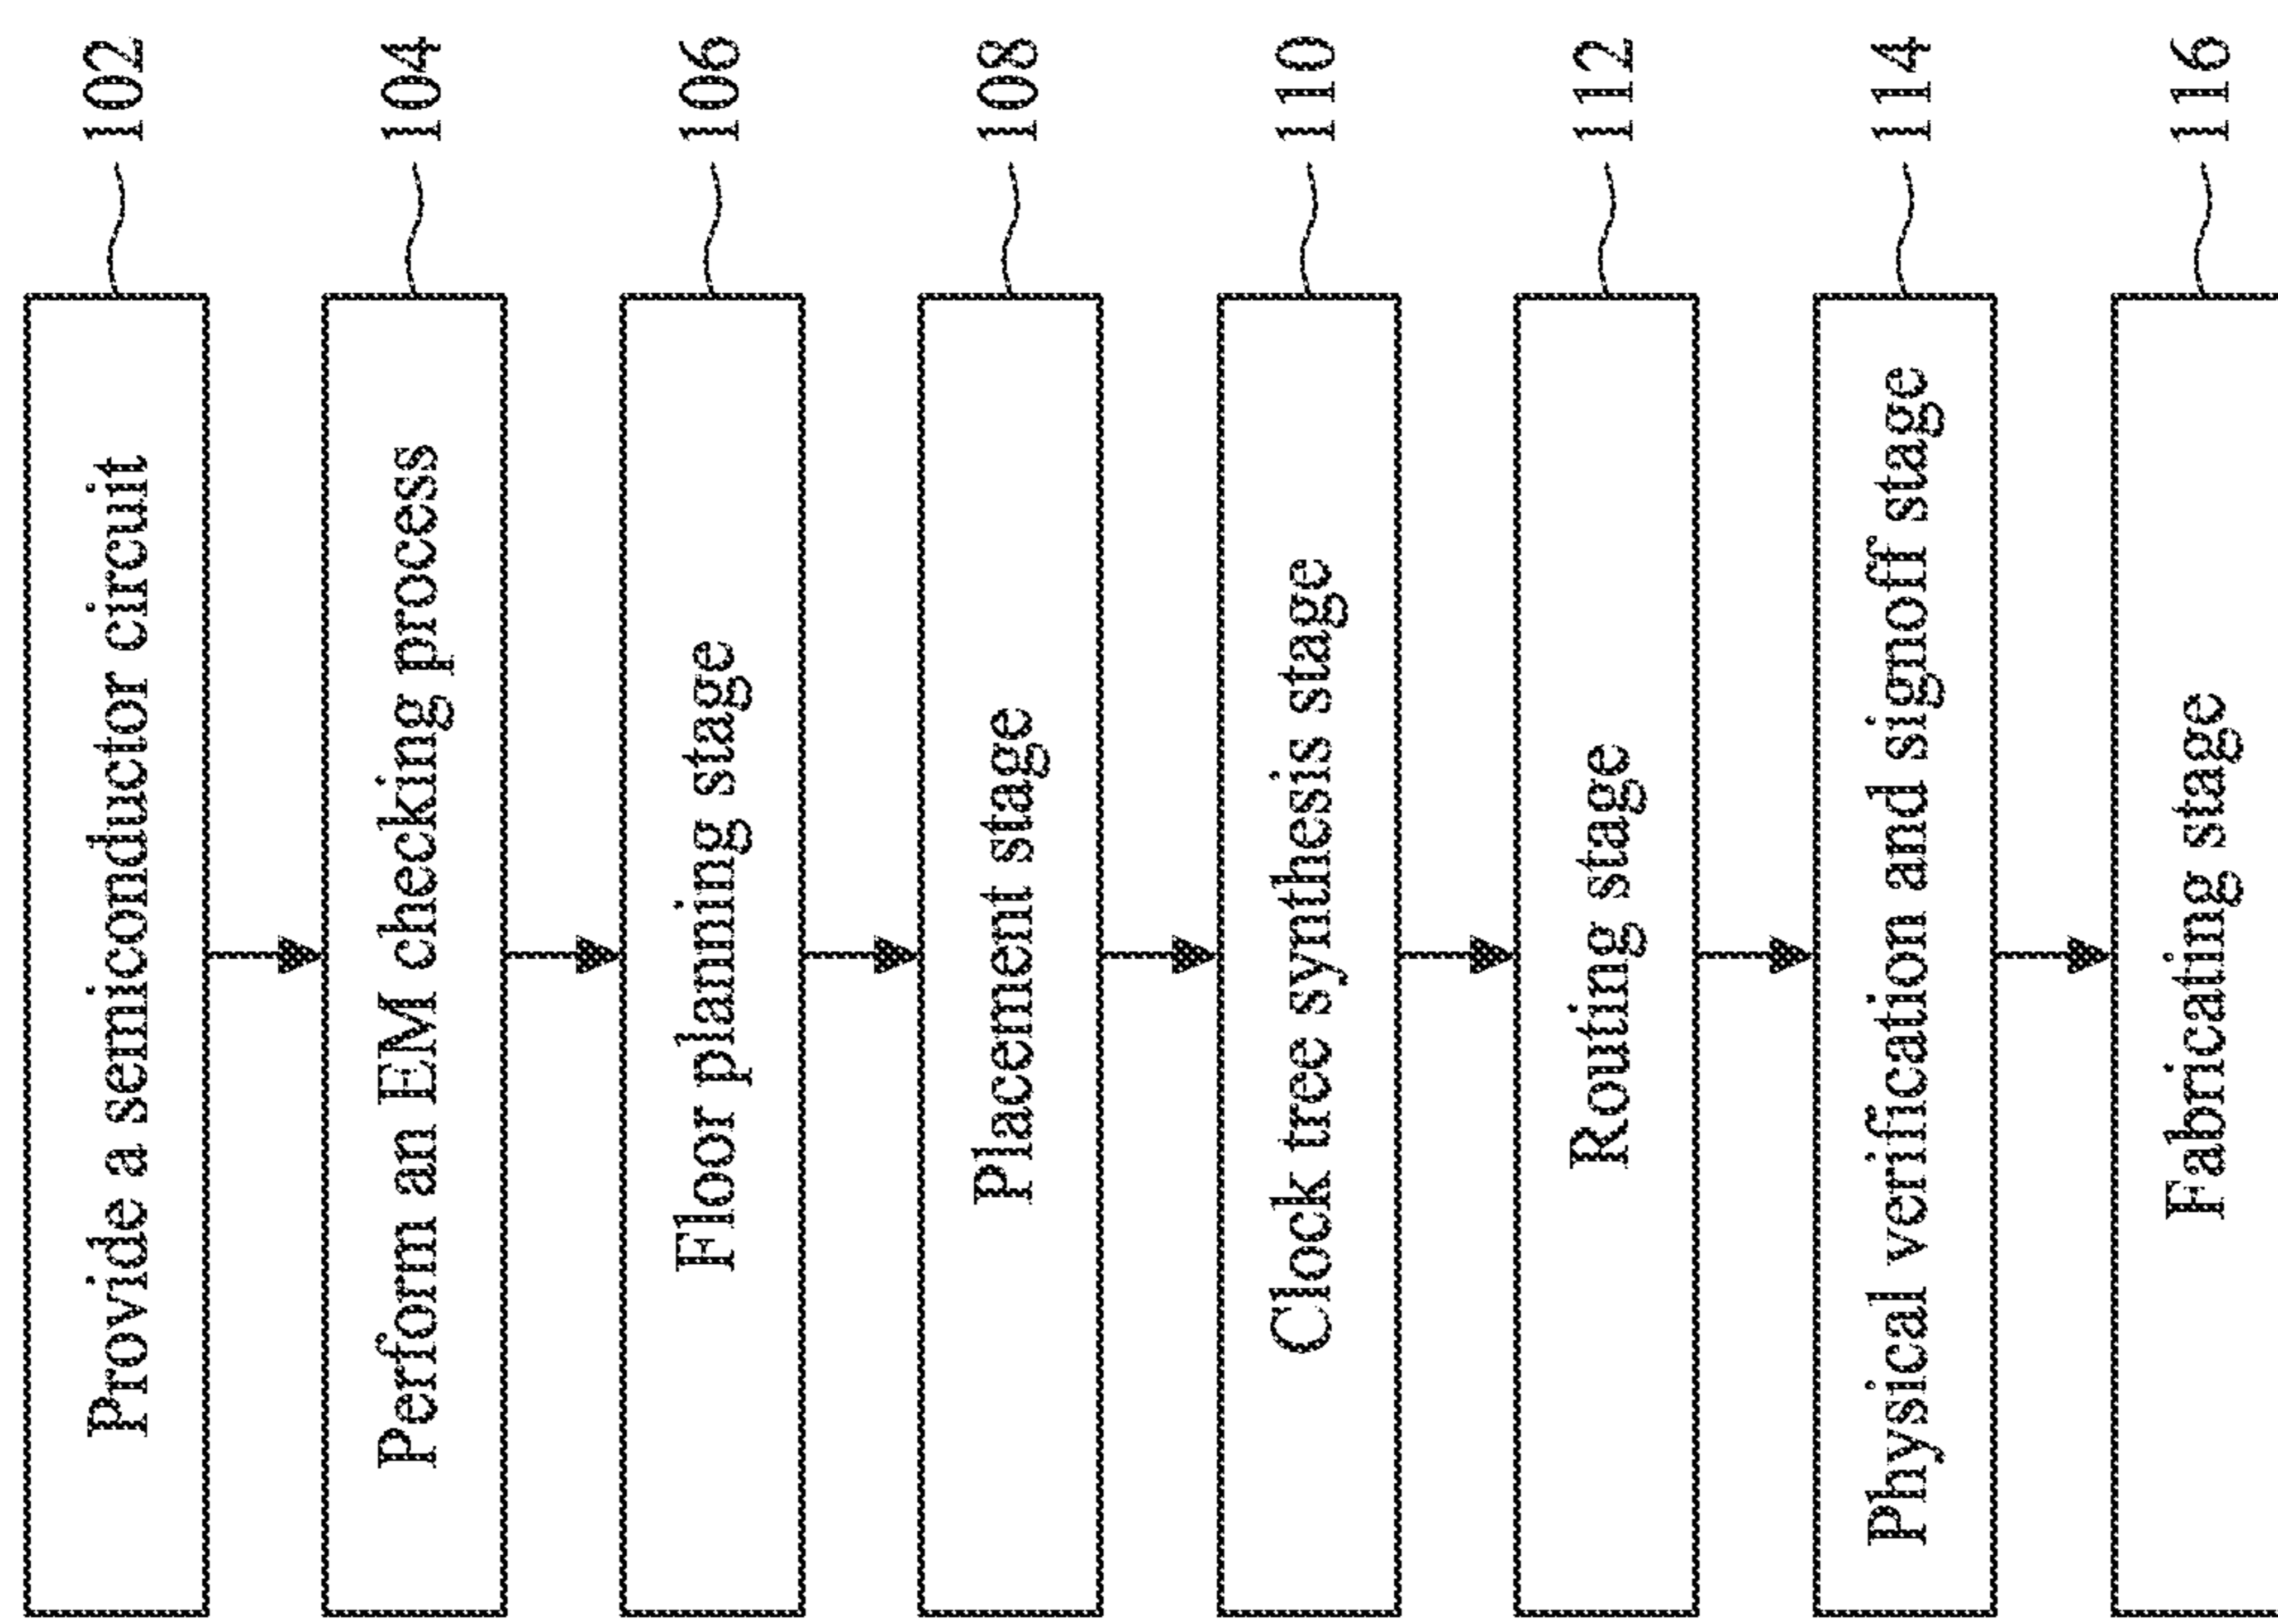 Provide a semiconductor circuit 102
Perform an EM checking process 104
Floor planning stage 106
Placement stage 108
Clock tree synthesis stage 110
Routing stage 112
Physical verification and signoff stage 114
Fabricating stage 116